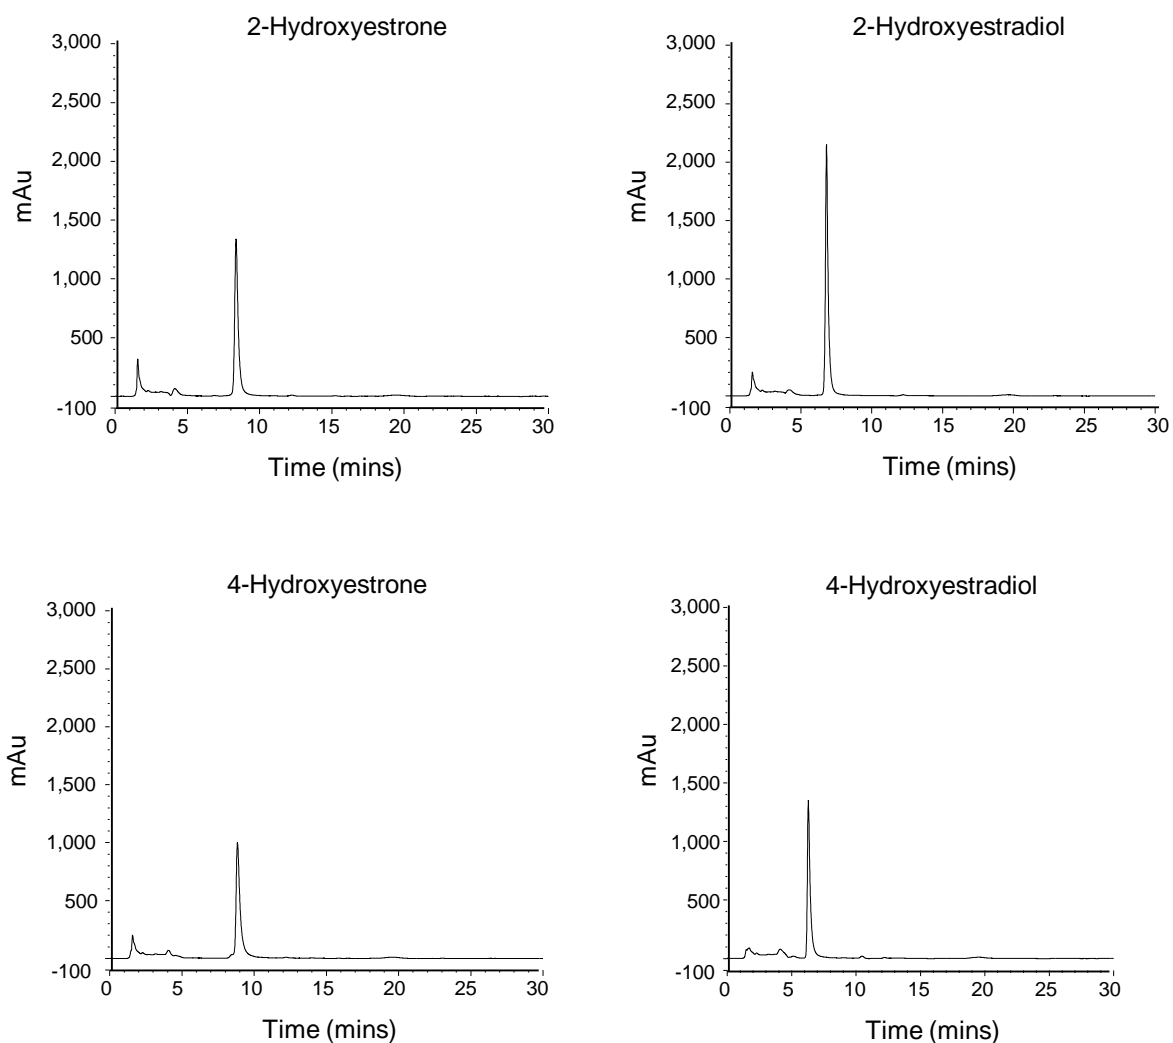 2-Hydroxyestrone
3,000
2,500
2,000
1,500
1,000
500
-100
mAu
0 5 10 15 20 25 30
Time (mins)
2-Hydroxyestradiol
3,000
2,500
2,000
1,500
1,000
500
-100
mAu
0 5 10 15 20 25 30
Time (mins)
4-Hydroxyestrone
3,000
2,500
2,000
1,500
1,000
500
-100
mAu
0 5 10 15 20 25 30
Time (mins)
4-Hydroxyestradiol
3,000
2,500
2,000
1,500
1,000
500
-100
mAu
0 5 10 15 20 25 30
Time (mins)